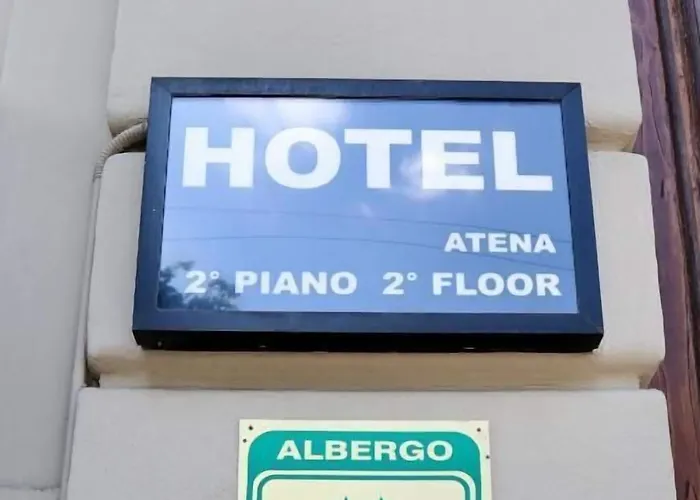 HOTEL
ATENA
2° PIANO 2° FLOOR
ALBERGO